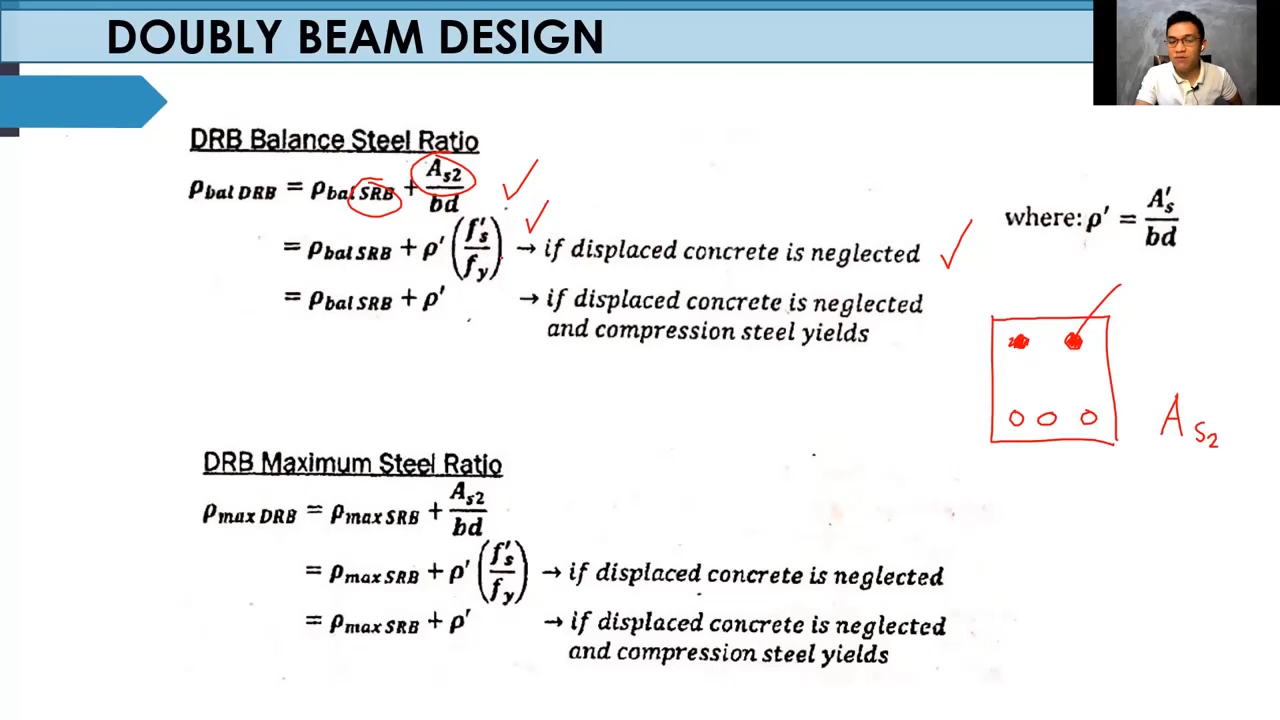 DOUBLY BEAM DESIGN
DRB Balance Steel Ratio
ρbal DRB = ρbal SRB + As2/bd
= ρbal SRB + ρ' (f's/fy) → if displaced concrete is neglected
= ρbal SRB + ρ' → if displaced concrete is neglected
and compression steel yields
where: ρ' = A's/bd
As2
DRB Maximum Steel Ratio
ρmax DRB = ρmax SRB + As2/bd
= ρmax SRB + ρ' (f's/fy) → if displaced concrete is neglected
= ρmax SRB + ρ' → if displaced concrete is neglected
and compression steel yields